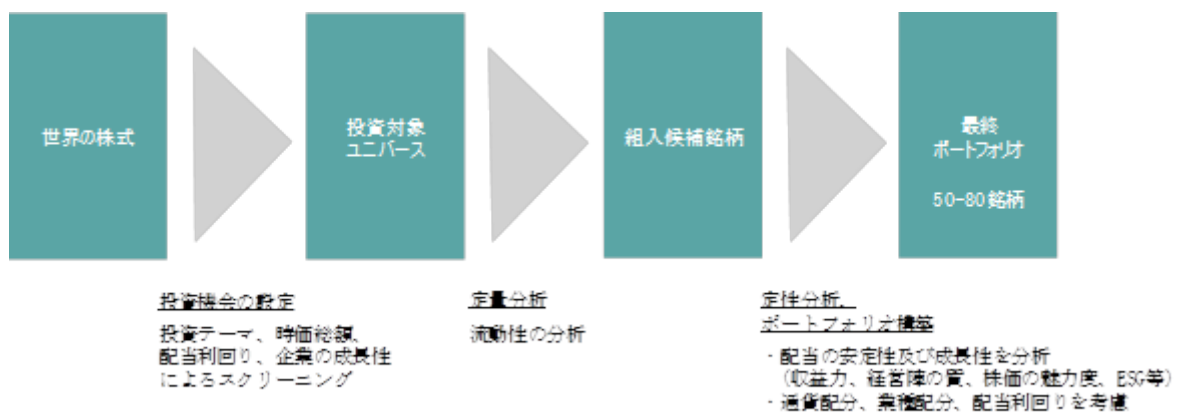 世界の株式
投資対象
ユニバース
組入候補銘柄
最終
ポートフォリオ
50-80銘柄
投資機会の設定
投資テーマ、時価総額、
配当利回り、企業の成長性
によるスクリーニング
定量分析
流動性の分析
定性分析、
ポートフォリオ構築
・配当の安定性及び成長性を分析
（収益力、経営陣の質、株価の魅力度、ESG等）
・通貨配分、業種配分、配当利回りを考慮